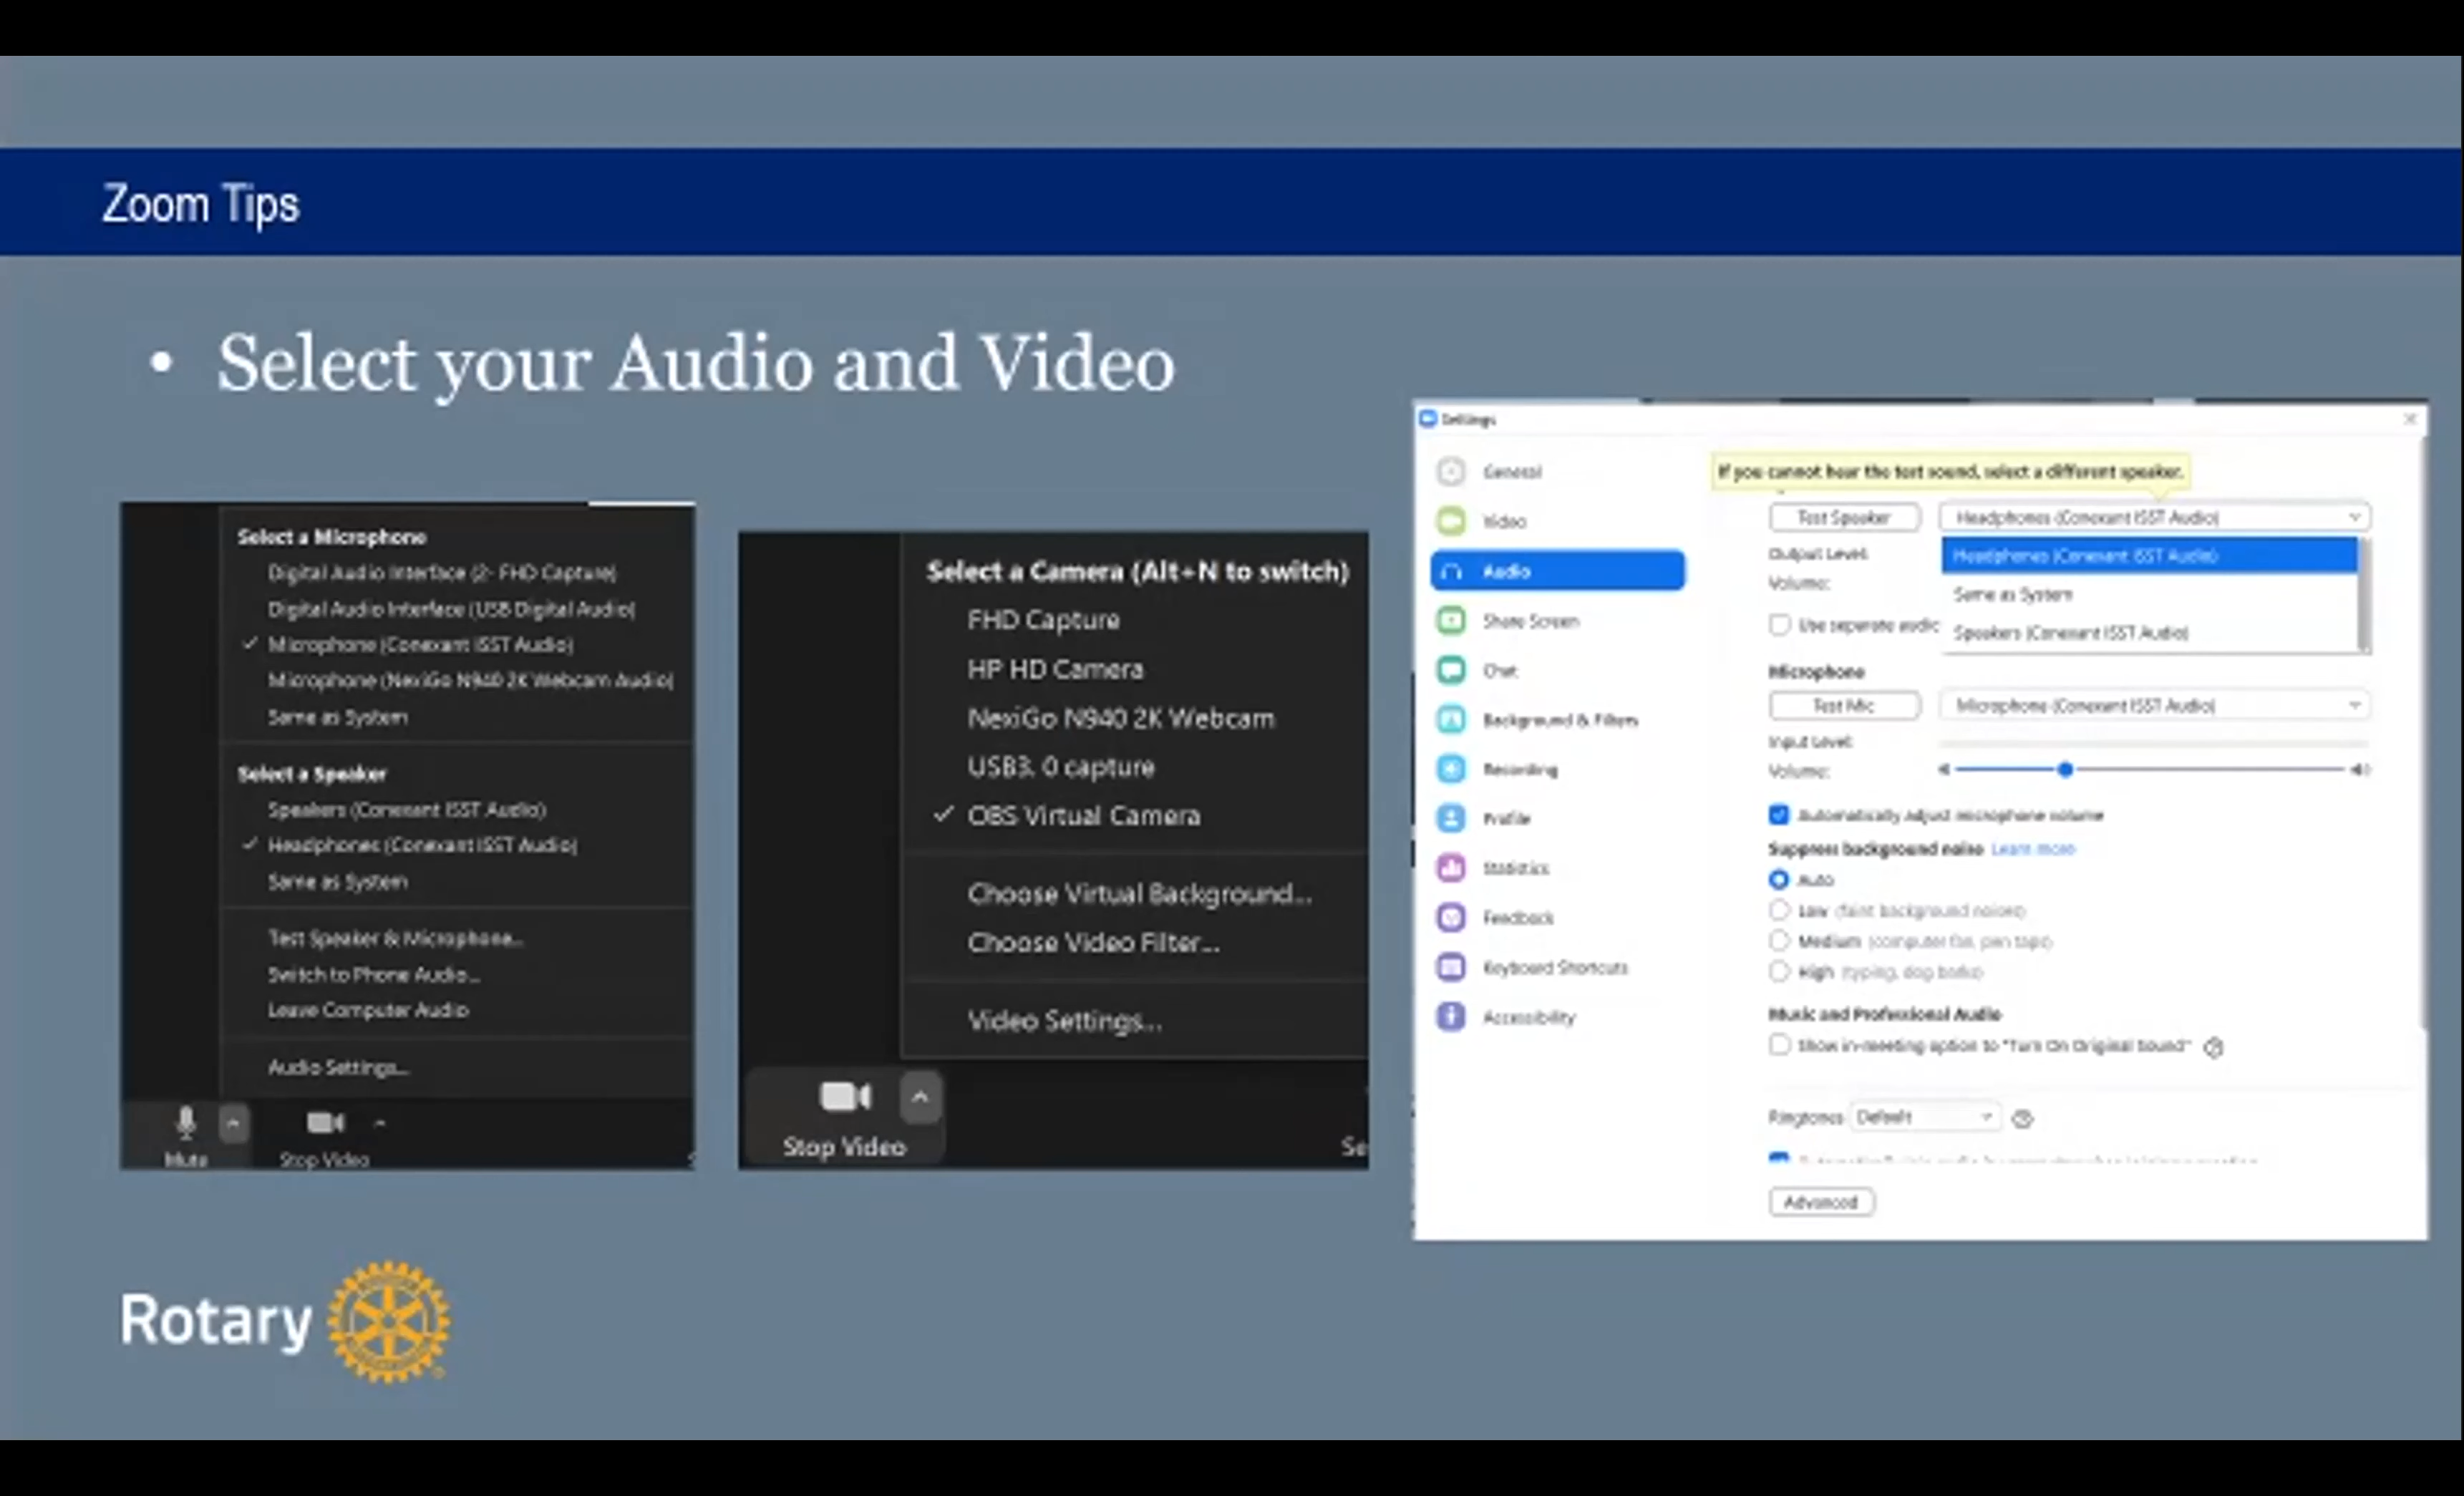 Zoom Tips
• Select your Audio and Video
Select a Microphone
Digital Audio Interface (2- FHD Capture)
Digital Audio Interface (USB Digital Audio)
✓ Microphone (Conexant ISST Audio)
Microphone (NexiGo N940 2K Webcam Audio)
Same as System
Select a Speaker
Speakers (Conexant ISST Audio)
✓ Headphones (Conexant ISST Audio)
Same as System
Test Speaker & Microphone...
Switch to Phone Audio...
Leave Computer Audio
Audio Settings...
Mute Stop Video
Select a Camera (Alt+N to switch)
FHD Capture
HP HD Camera
NexiGo N940 2K Webcam
USB3. 0 capture
✓ OBS Virtual Camera
Choose Virtual Background...
Choose Video Filter...
Video Settings...
Stop Video Se
Settings
General
Video
Audio
Share Screen
Chat
Background & Filters
Recording
Profile
Statistics
Feedback
Keyboard Shortcuts
Accessibility
If you cannot hear the test sound, select a different speaker.
Test Speaker Headphones (Conexant ISST Audio)
Output Level: Headphones (Conexant ISST Audio)
Volume: Same as System
Use separate audio Speakers (Conexant ISST Audio)
Microphone
Test Mic Microphone (Conexant ISST Audio)
Input Level:
Volume:
Automatically adjust microphone volume
Suppress background noise Learn more
Auto
Low (faint background noises)
Medium (computer fan, pen taps)
High (typing, dog barks)
Music and Professional Audio
Show in-meeting option to "Turn On Original Sound"
Ringtones Default
Advanced
Rotary